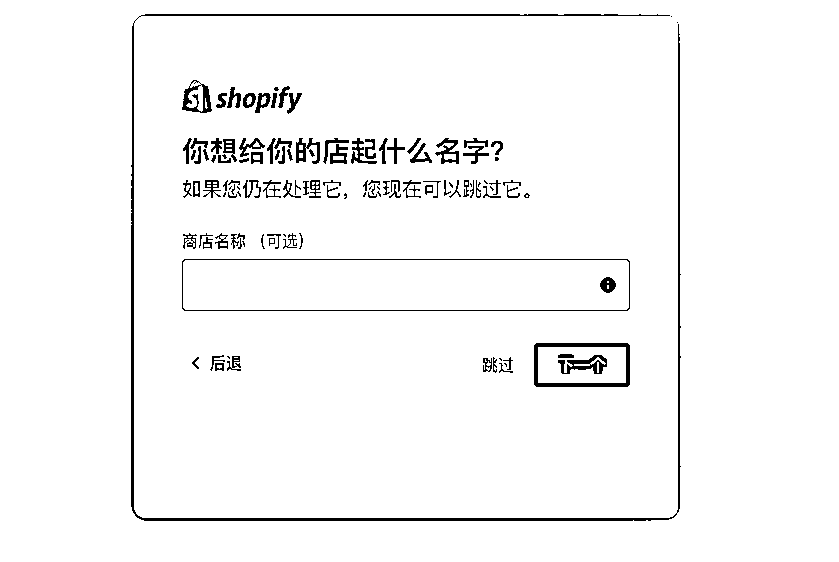 shopify
你想给你的店起什么名字?
如果您仍在处理它，您现在可以跳过它。
商店名称 （可选）
后退
跳过
下一个